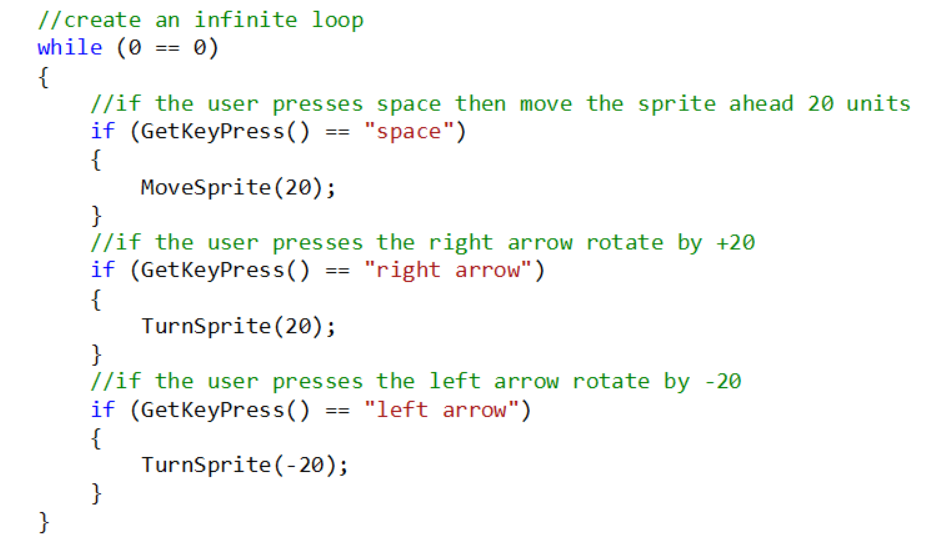 //create an infinite loop
while (0 == 0)
{
    //if the user presses space then move the sprite ahead 20 units
    if (GetKeyPress() == "space")
    {
        MoveSprite(20);
    }
    //if the user presses the right arrow rotate by +20
    if (GetKeyPress() == "right arrow")
    {
        TurnSprite(20);
    }
    //if the user presses the left arrow rotate by -20
    if (GetKeyPress() == "left arrow")
    {
        TurnSprite(-20);
    }
}